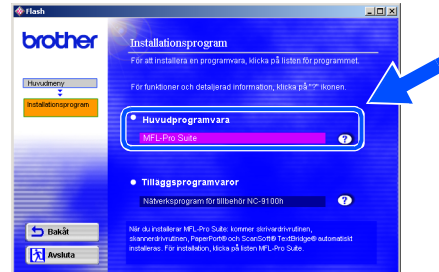 Flash
brother
Installationsprogram
För att installera en programvara, klicka på listen för programmet.
För funktioner och detaljerad information, klicka på "?" ikonen.
Huvudmeny
Installationsprogram
Huvudprogramvara
MFL-Pro Suite
?
Tilläggsprogramvaror
Nätverksprogram för tillbehör NC-9100h
?
När du installerar MFL-Pro Suite: kommer skrivardrivrutinen,
skannerdrivrutinen, PaperPort® och ScanSoft® TextBridge® automatiskt
installeras. För installation, klicka på listen MFL-Pro Suite.
Bakåt
Avsluta